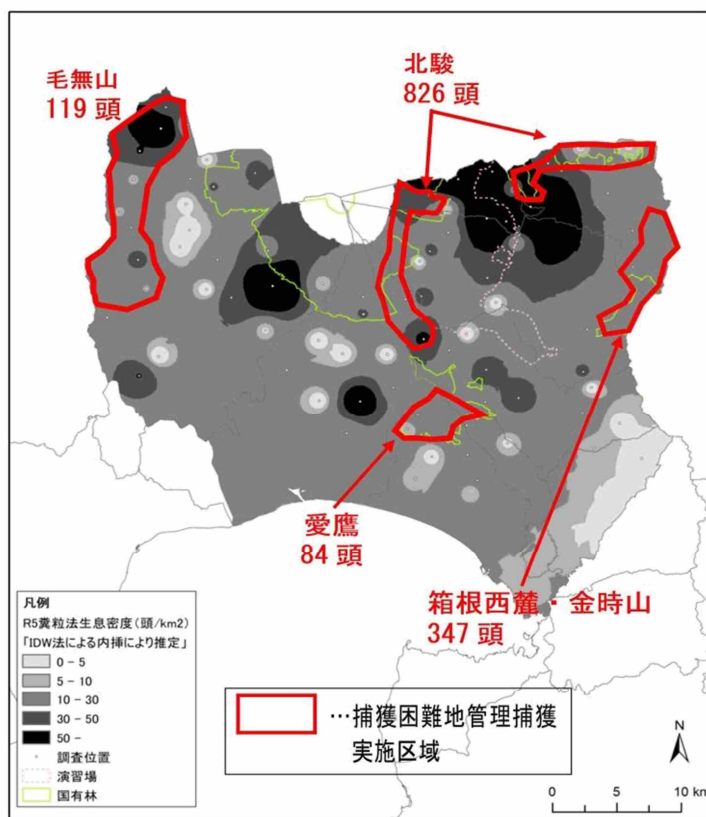 毛無山
119 頭
北駿
826 頭
愛鷹
84 頭
箱根西麓・金時山
347 頭
凡例
R5糞粒法生息密度(頭/km2)
「IDW法による内挿により推定」
0 - 5
5 - 10
10 - 30
30 - 50
50 -
調査位置
演習場
国有林
…捕獲困難地管理捕獲
実施区域
N
0 5 10 km